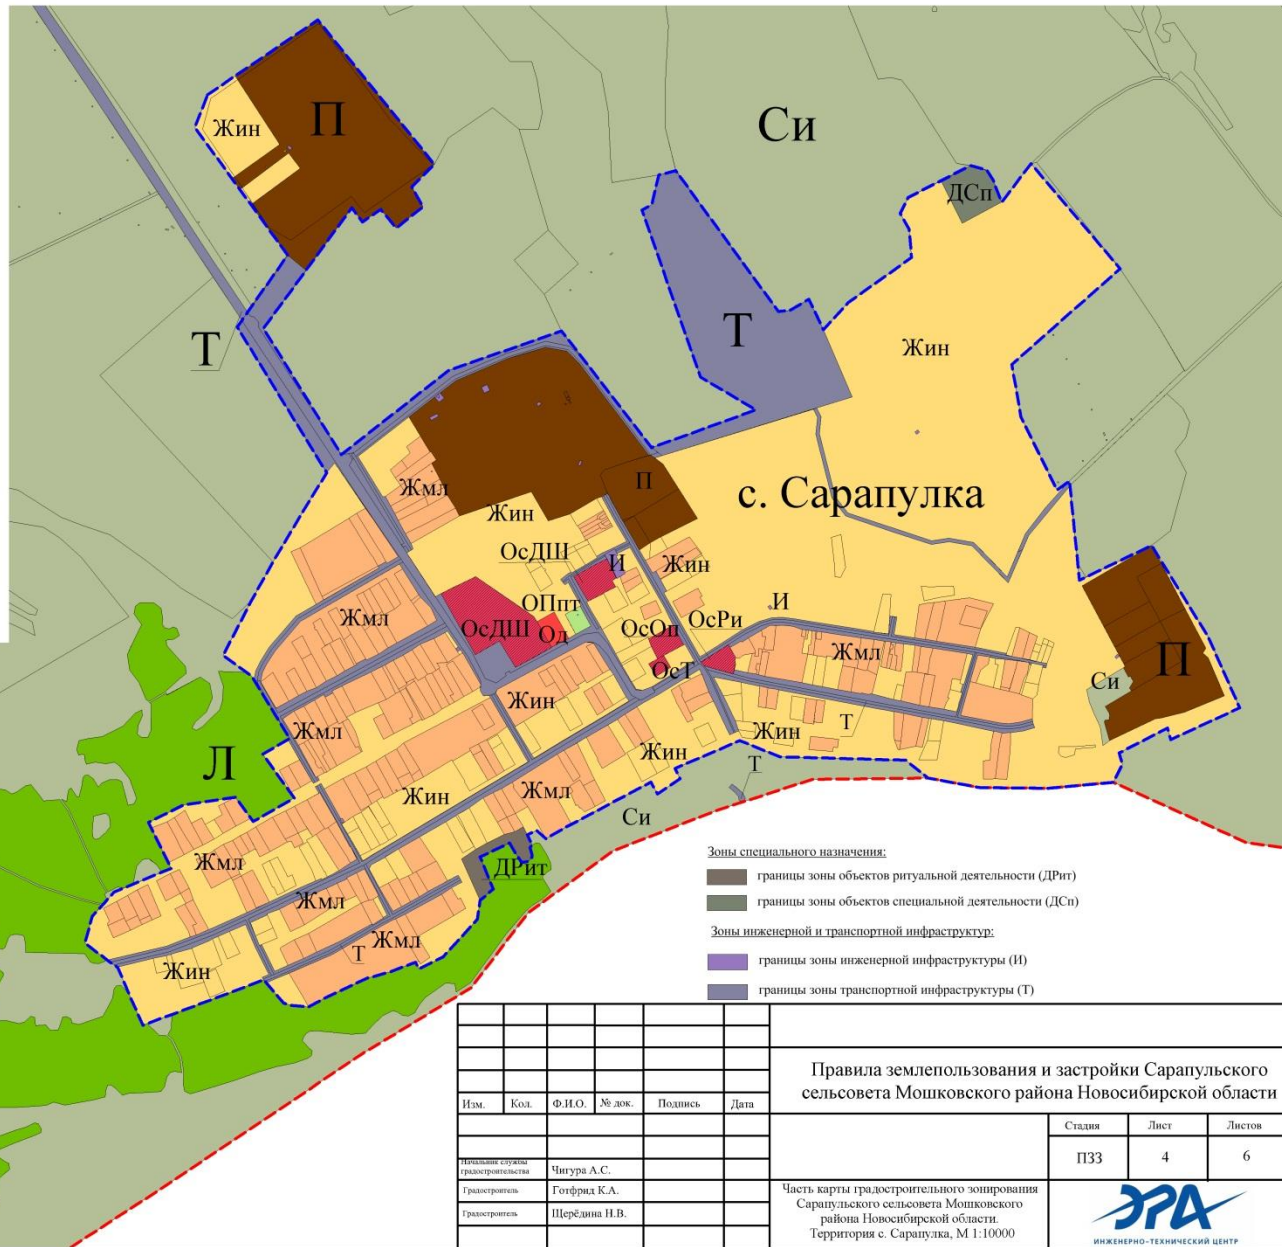 Жин
П
Си
ДСп
Т
Т
Жин
с. Сарапулка
Жмл
П
Жин
ОсДШ
И
Жин
ОПпт
И
Жмл
ОсДШ
Од
ОсОп
ОсРи
Жмл
ОсТ
П
Си
Жин
Жмл
Т
Жин
Жин
Л
Т
Жин
Жмл
Си
Жмл
ДРит
Жмл
Жмл
Т
Жин
Зоны специального назначения:
границы зоны объектов ритуальной деятельности (ДРит)
границы зоны объектов специальной деятельности (ДСп)
Зоны инженерной и транспортной инфраструктур:
границы зоны инженерной инфраструктуры (И)
границы зоны транспортной инфраструктуры (Т)
Правила землепользования и застройки Сарапульского
сельсовета Мошковского района Новосибирской области
Изм. Кол. Ф.И.О. № док. Подпись Дата
Стадия Лист Листов
ПЗЗ 4 6
Начальник службы
градостроительства Чигура А.С.
Градостроитель Готфрид К.А.
Градостроитель Щерёдина Н.В.
Часть карты градостроительного зонирования
Сарапульского сельсовета Мошковского
района Новосибирской области.
Территория с. Сарапулка, М 1:10000
ЭРА
ИНЖЕНЕРНО-ТЕХНИЧЕСКИЙ ЦЕНТР